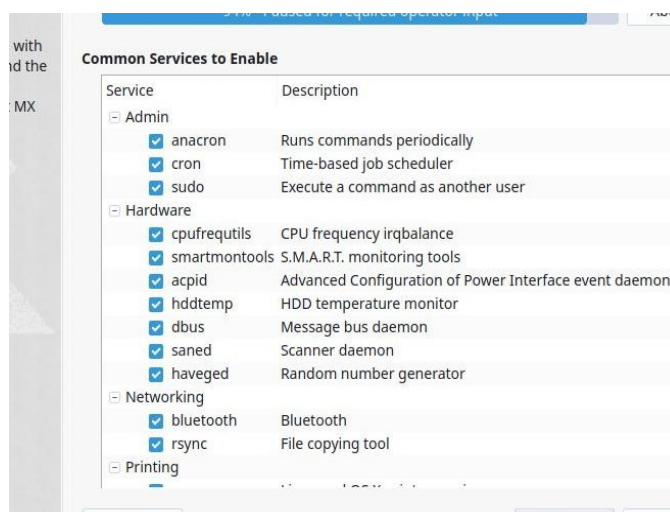 with
nd the
MX
Common Services to Enable
Service Description
Admin
anacron Runs commands periodically
cron Time-based job scheduler
sudo Execute a command as another user
Hardware
cpufrequtils CPU frequency irqbalance
smartmontools S.M.A.R.T. monitoring tools
acpid Advanced Configuration of Power Interface event daemon
hddtemp HDD temperature monitor
dbus Message bus daemon
saned Scanner daemon
haveged Random number generator
Networking
bluetooth Bluetooth
rsync File copying tool
Printing